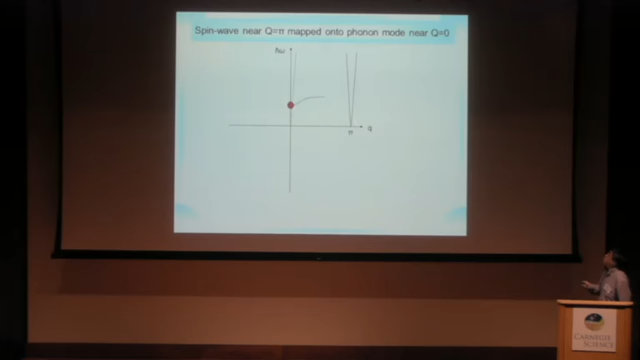 Spin-wave near Q=π mapped onto phonon mode near Q=0
ħω
π
q
CARNEGIE
SCIENCE